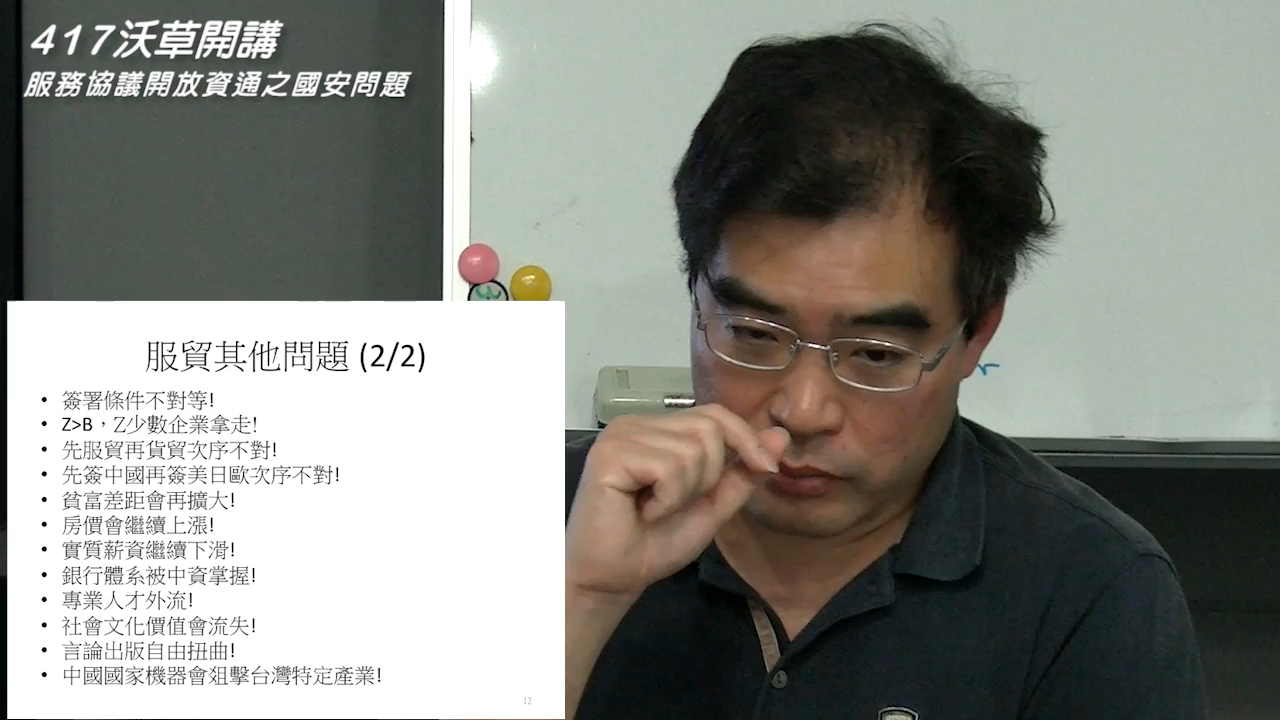 417沃草開講
服務協議開放資通之國安問題
服貿其他問題 (2/2)
• 簽署條件不對等!
• Z>B，Z少數企業拿走!
• 先服貿再貨貿次序不對!
• 先簽中國再簽美日歐次序不對!
• 貧富差距會再擴大!
• 房價會繼續上漲!
• 實質薪資繼續下滑!
• 銀行體系被中資掌握!
• 專業人才外流!
• 社會文化價值會流失!
• 言論出版自由扭曲!
• 中國國家機器會狙擊台灣特定產業!
12